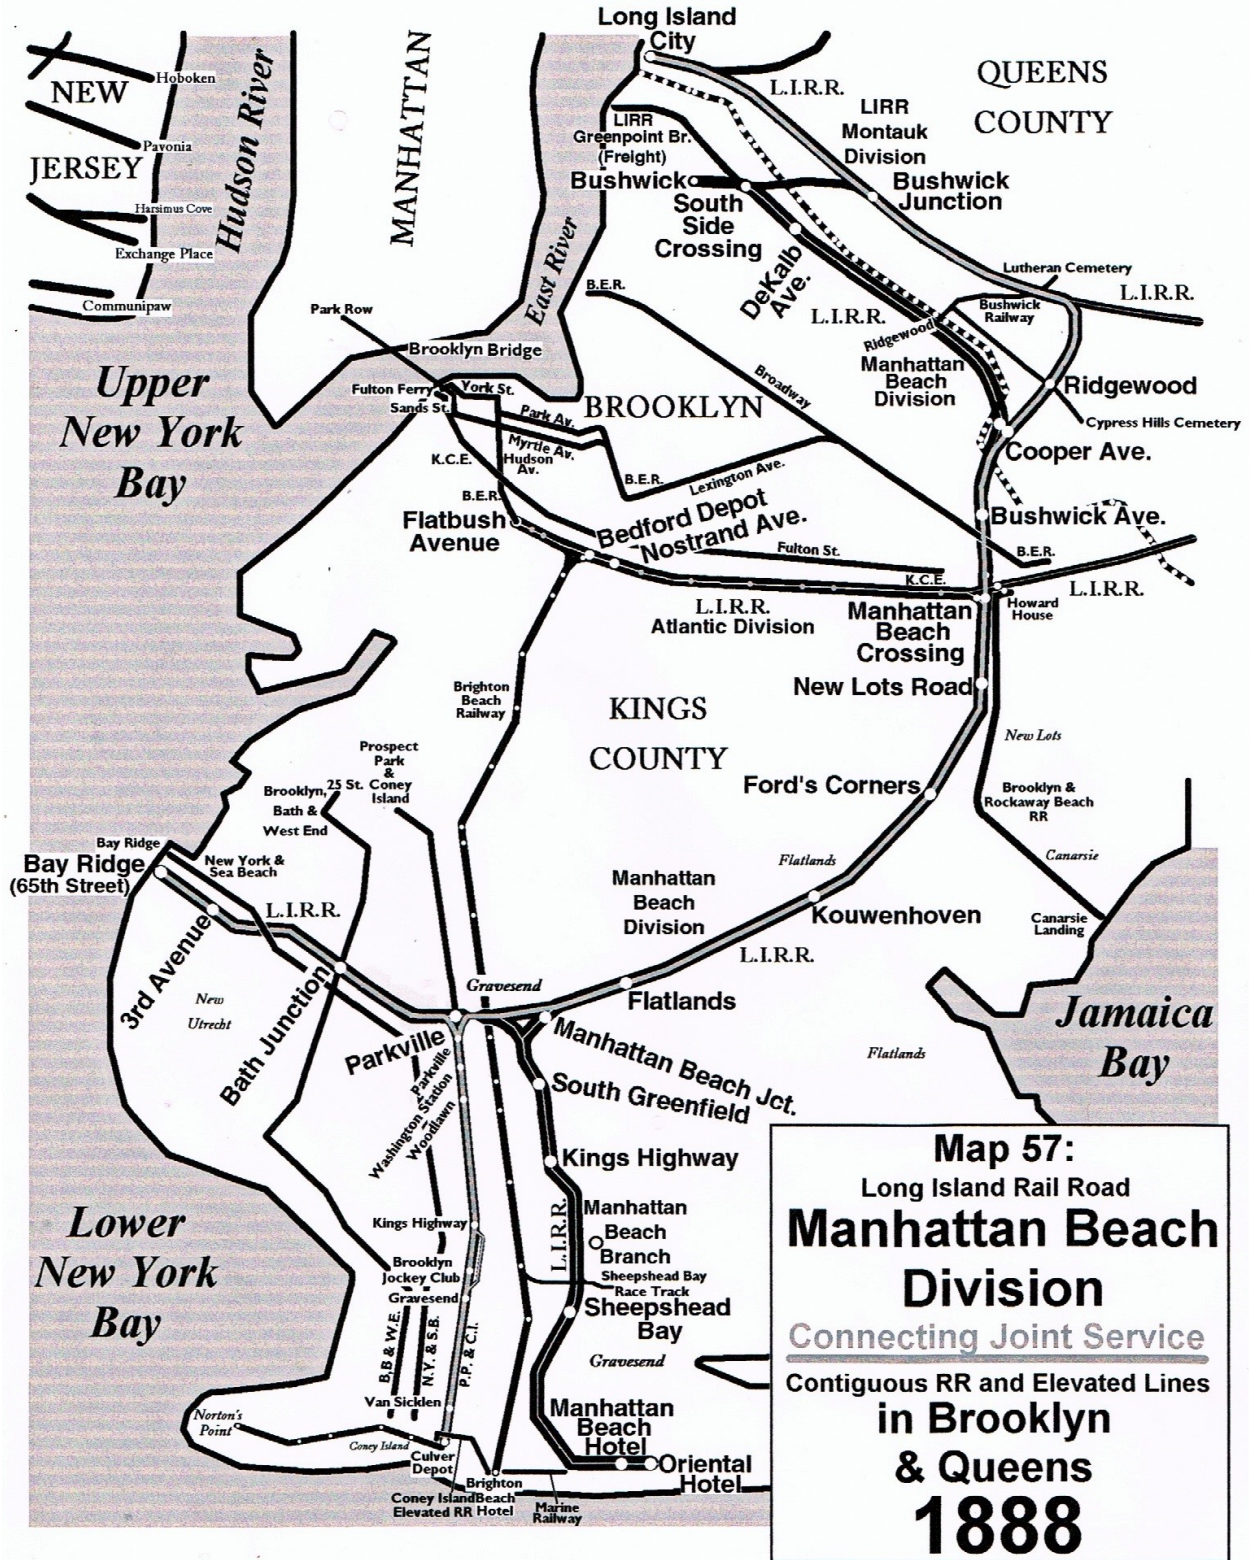 Long Island
City
NEW
JERSEY
Hoboken
Pavonia
Harsimus Cove
Exchange Place
Communipaw
Hudson River
MANHATTAN
East River
QUEENS
COUNTY
L.I.R.R.
LIRR
Montauk
Division
LIRR
Greenpoint Br.
(Freight)
Bushwick
South
Side
Crossing
Bushwick
Junction
DeKalb
Ave.
Lutheran Cemetery
L.I.R.R.
Bushwick
Railway
B.E.R.
L.I.R.R.
Ridgewood
Manhattan
Beach
Division
Park Row
Brooklyn Bridge
Upper
New York
Bay
Fulton Ferry
York St.
Sands St.
Park Av.
Myrtle Av.
Hudson
Av.
K.C.E.
B.E.R.
BROOKLYN
Broadway
B.E.R.
Lexington Ave.
Ridgewood
Cypress Hills Cemetery
Cooper Ave.
Bushwick Ave.
Flatbush
Avenue
Bedford Depot
Nostrand Ave.
Fulton St.
K.C.E.
B.E.R.
L.I.R.R.
L.I.R.R.
Atlantic Division
Manhattan
Beach
Crossing
Howard
House
New Lots Road
Brighton
Beach
Railway
KINGS
COUNTY
New Lots
Prospect
Park
&
Coney
Island
25 St.
Brooklyn,
Bath &
West End
Ford's Corners
Brooklyn &
Rockaway Beach
RR
Bay Ridge
Bay Ridge
(65th Street)
New York &
Sea Beach
L.I.R.R.
Flatlands
Canarsie
Manhattan
Beach
Division
Kouwenhoven
Canarsie
Landing
L.I.R.R.
3rd Avenue
New
Utrecht
Bath Junction
Gravesend
Flatlands
Parkville
Manhattan Beach Jct.
Parkville
Washington Station
Woodlawn
South Greenfield
Flatlands
Jamaica
Bay
Kings Highway
Kings Highway
L.I.R.R.
Manhattan
Beach
Branch
Brooklyn
Jockey Club
Gravesend
Sheepshead Bay
Race Track
Sheepshead
Bay
Lower
New York
Bay
B.B & W.E.
N.Y. & S.B.
P.P. & C.I.
Gravesend
Van Sicklen
Norton's
Point
Coney Island
Culver
Depot
Manhattan
Beach
Hotel
Oriental
Hotel
Brighton
Beach
Hotel
Coney Island
Elevated RR
Marine
Railway
Map 57:
Long Island Rail Road
Manhattan Beach
Division
Connecting Joint Service
Contiguous RR and Elevated Lines
in Brooklyn
& Queens
1888